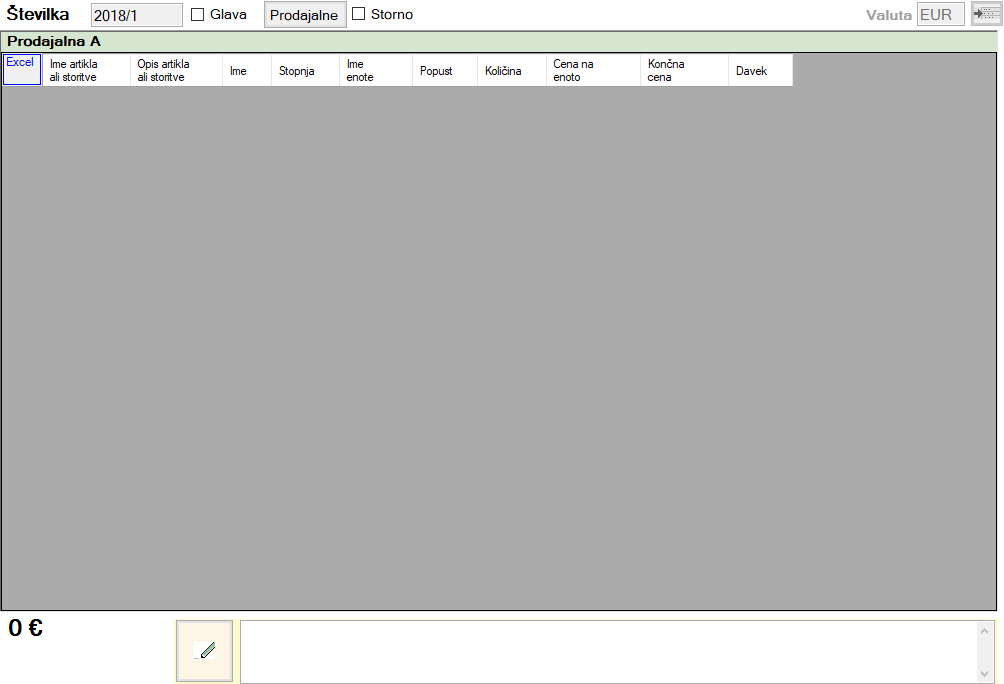 Številka 2018/1 Glava Prodajalne Storno Valuta EUR
Prodajalna A
Excel
Ime artikla
ali storitve
Opis artikla
ali storitve
Ime
Stopnja
Ime
enote
Popust
Količina
Cena na
enoto
Končna
cena
Davek
0 €